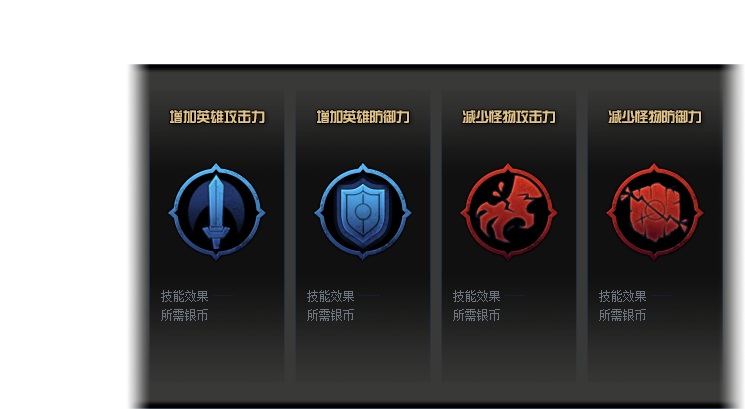 增加英雄攻击力
增加英雄防御力
减少怪物攻击力
减少怪物防御力
技能效果
所需银币
技能效果
所需银币
技能效果
所需银币
技能效果
所需银币